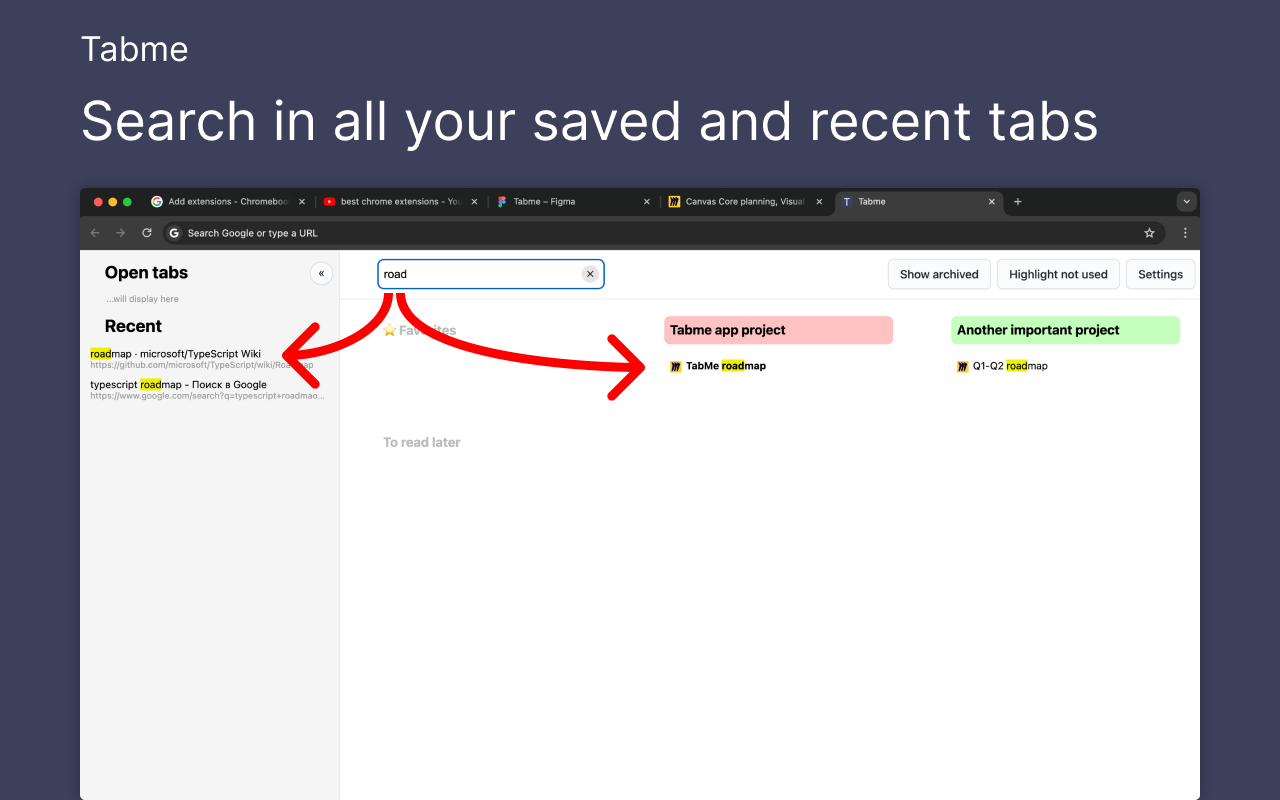 Tabme
Search in all your saved and recent tabs
Add extensions - Chromeboo
best chrome extensions - You
Tabme – Figma
Canvas Core planning, Visual
Tabme
Search Google or type a URL
Open tabs
«
...will display here
Recent
roadmap · microsoft/TypeScript Wiki
https://github.com/microsoft/TypeScript/wiki/Roadmap
typescript roadmap - Поиск в Google
https://www.google.com/search?q=typescript+roadmao...
road
Show archived
Highlight not used
Settings
Favorites
Tabme app project
Another important project
TabMe roadmap
Q1-Q2 roadmap
To read later